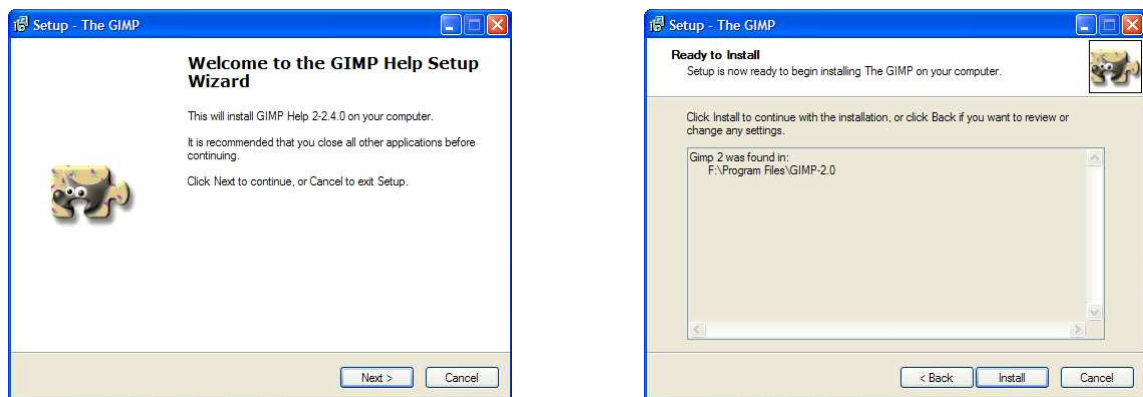 Setup - The GIMP
Welcome to the GIMP Help Setup
Wizard
This will install GIMP Help 2-2.4.0 on your computer.
It is recommended that you close all other applications before
continuing.
Click Next to continue, or Cancel to exit Setup.
Next >
Cancel
Setup - The GIMP
Ready to Install
Setup is now ready to begin installing The GIMP on your computer.
Click Install to continue with the installation, or click Back if you want to review or
change any settings.
Gimp 2 was found in:
F:\Program Files\GIMP-2.0
< Back
Install
Cancel